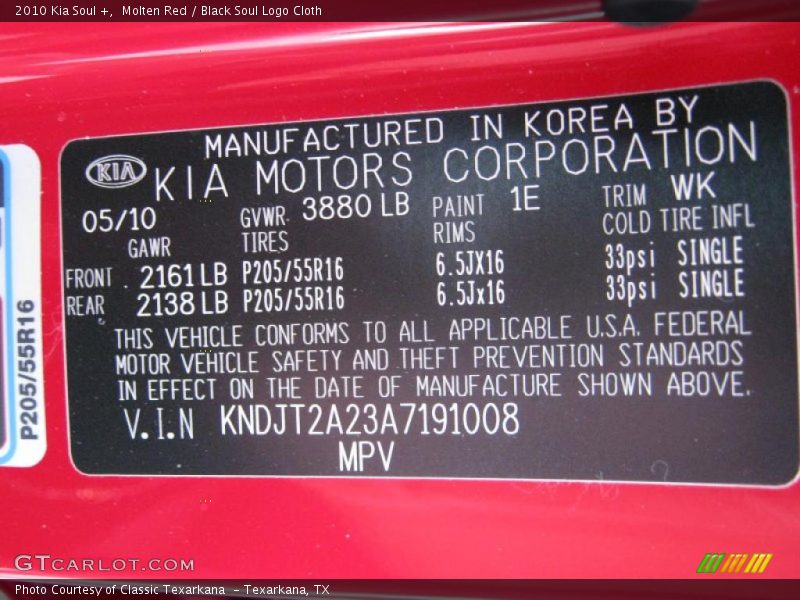 2010 Kia Soul +,  Molten Red / Black Soul Logo Cloth
MANUFACTURED IN KOREA BY
KIA KIA MOTORS CORPORATION
05/10 GVWR 3880 LB PAINT 1E TRIM WK
GAWR TIRES RIMS COLD TIRE INFL
FRONT 2161 LB P205/55R16 6.5JX16 33psi SINGLE
REAR 2138 LB P205/55R16 6.5Jx16 33psi SINGLE
THIS VEHICLE CONFORMS TO ALL APPLICABLE U.S.A. FEDERAL
MOTOR VEHICLE SAFETY AND THEFT PREVENTION STANDARDS
IN EFFECT ON THE DATE OF MANUFACTURE SHOWN ABOVE.
V.I.N KNDJT2A23A7191008
MPV
P205/55R16
GTCARLOT.COM
Photo Courtesy of Classic Texarkana  - Texarkana, TX